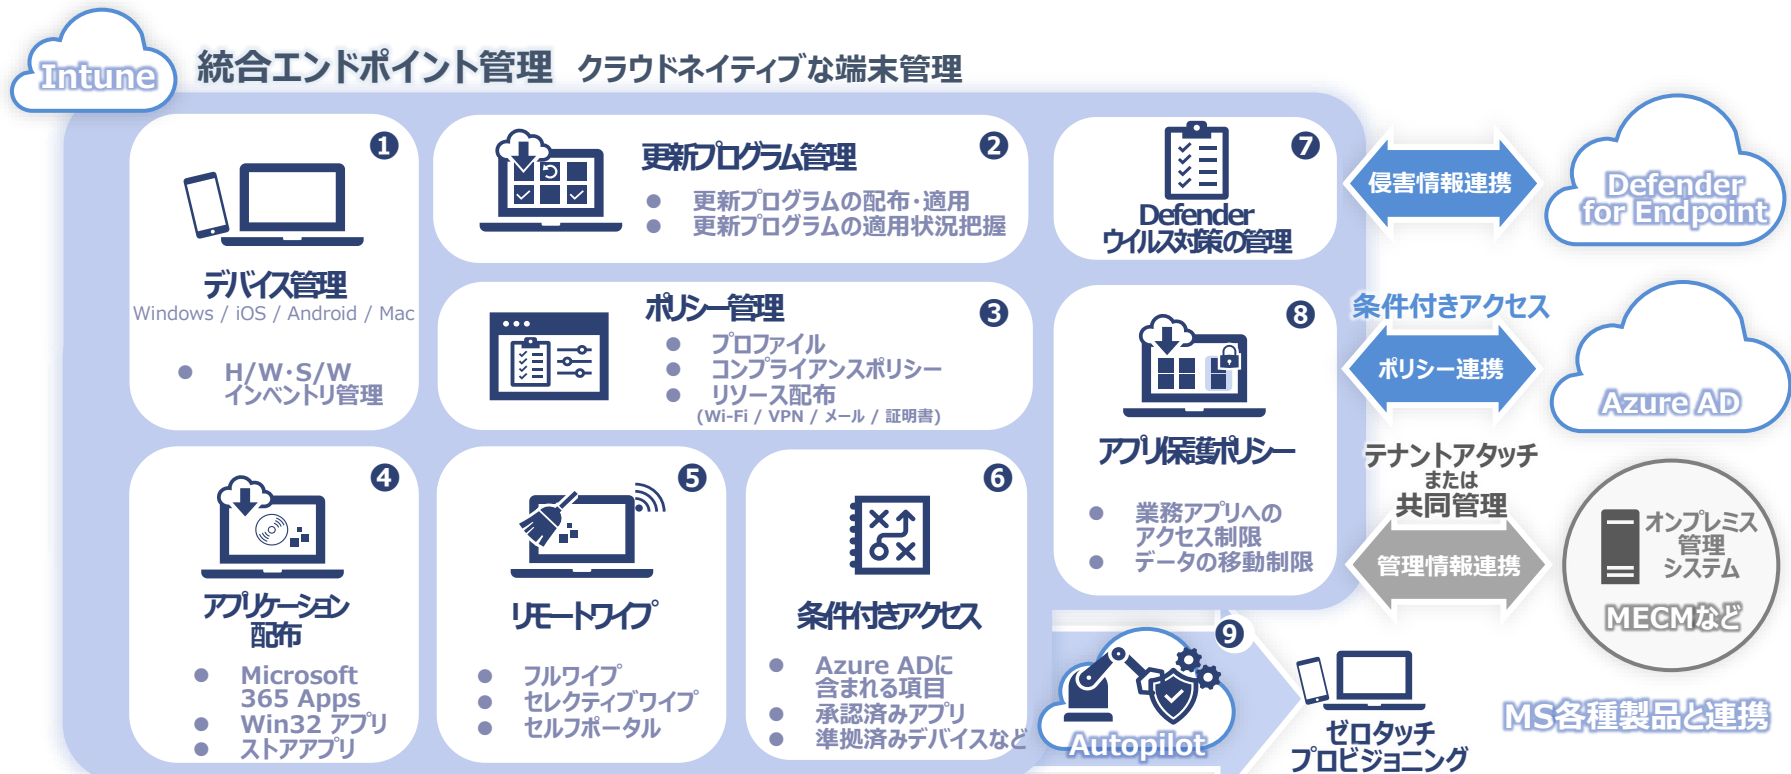 Intune
統合エンドポイント管理 クラウドネイティブな端末管理
❶
デバイス管理
Windows / iOS / Android / Mac
● H/W・S/W
インベントリ管理
❷
更新プログラム管理
● 更新プログラムの配布・適用
● 更新プログラムの適用状況把握
❸
ポリシー管理
● プロファイル
● コンプライアンスポリシー
● リソース配布
(Wi-Fi / VPN / メール / 証明書)
❹
アプリケーション
配布
● Microsoft
365 Apps
● Win32 アプリ
● ストアアプリ
❺
リモートワイプ
● フルワイプ
● セレクティブワイプ
● セルフポータル
❻
条件付きアクセス
● Azure ADに
含まれる項目
● 承認済みアプリ
● 準拠済みデバイスなど
❼
Defender
ウイルス対策の管理
❽
アプリ保護ポリシー
● 業務アプリへの
アクセス制限
● データの移動制限
❾
Autopilot
ゼロタッチ
プロビジョニング
侵害情報連携
Defender
for Endpoint
条件付きアクセス
ポリシー連携
Azure AD
テナントアタッチ
または
共同管理
管理情報連携
オンプレミス
管理
システム
MECMなど
MS各種製品と連携